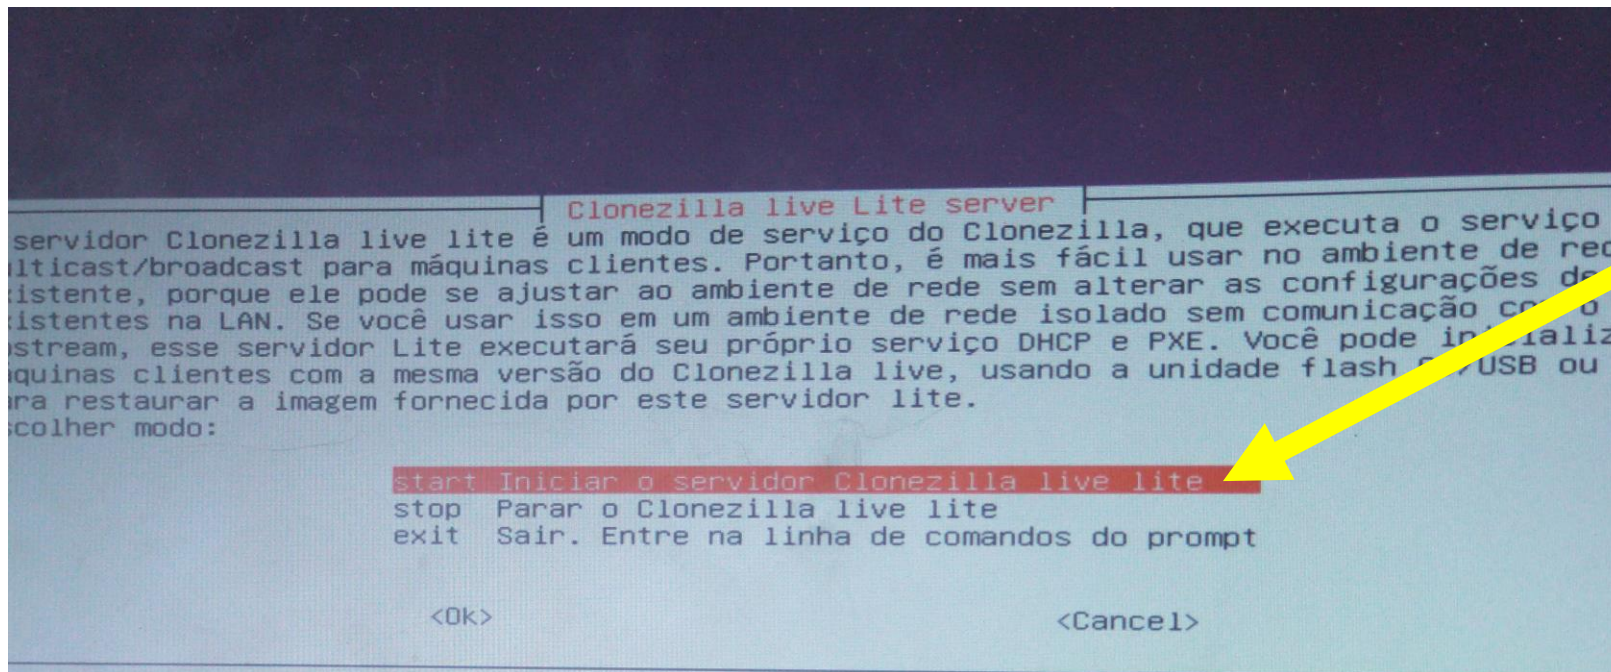 Clonezilla live Lite server
servidor Clonezilla live lite é um modo de serviço do Clonezilla, que executa o serviço
lticast/broadcast para máquinas clientes. Portanto, é mais fácil usar no ambiente de red
istente, porque ele pode se ajustar ao ambiente de rede sem alterar as configurações de
istentes na LAN. Se você usar isso em um ambiente de rede isolado sem comunicação o
stream, esse servidor Lite executará seu próprio serviço DHCP e PXE. Você pode
quinas clientes com a mesma versão do Clonezilla live, usando a unidade flash /USB ou
ra restaurar a imagem fornecida por este servidor lite.
colher modo:
start Iniciar o servidor Clonezilla live lite
stop Parar o Clonezilla live lite
exit Sair. Entre na linha de comandos do prompt
<Ok> <Cancel>